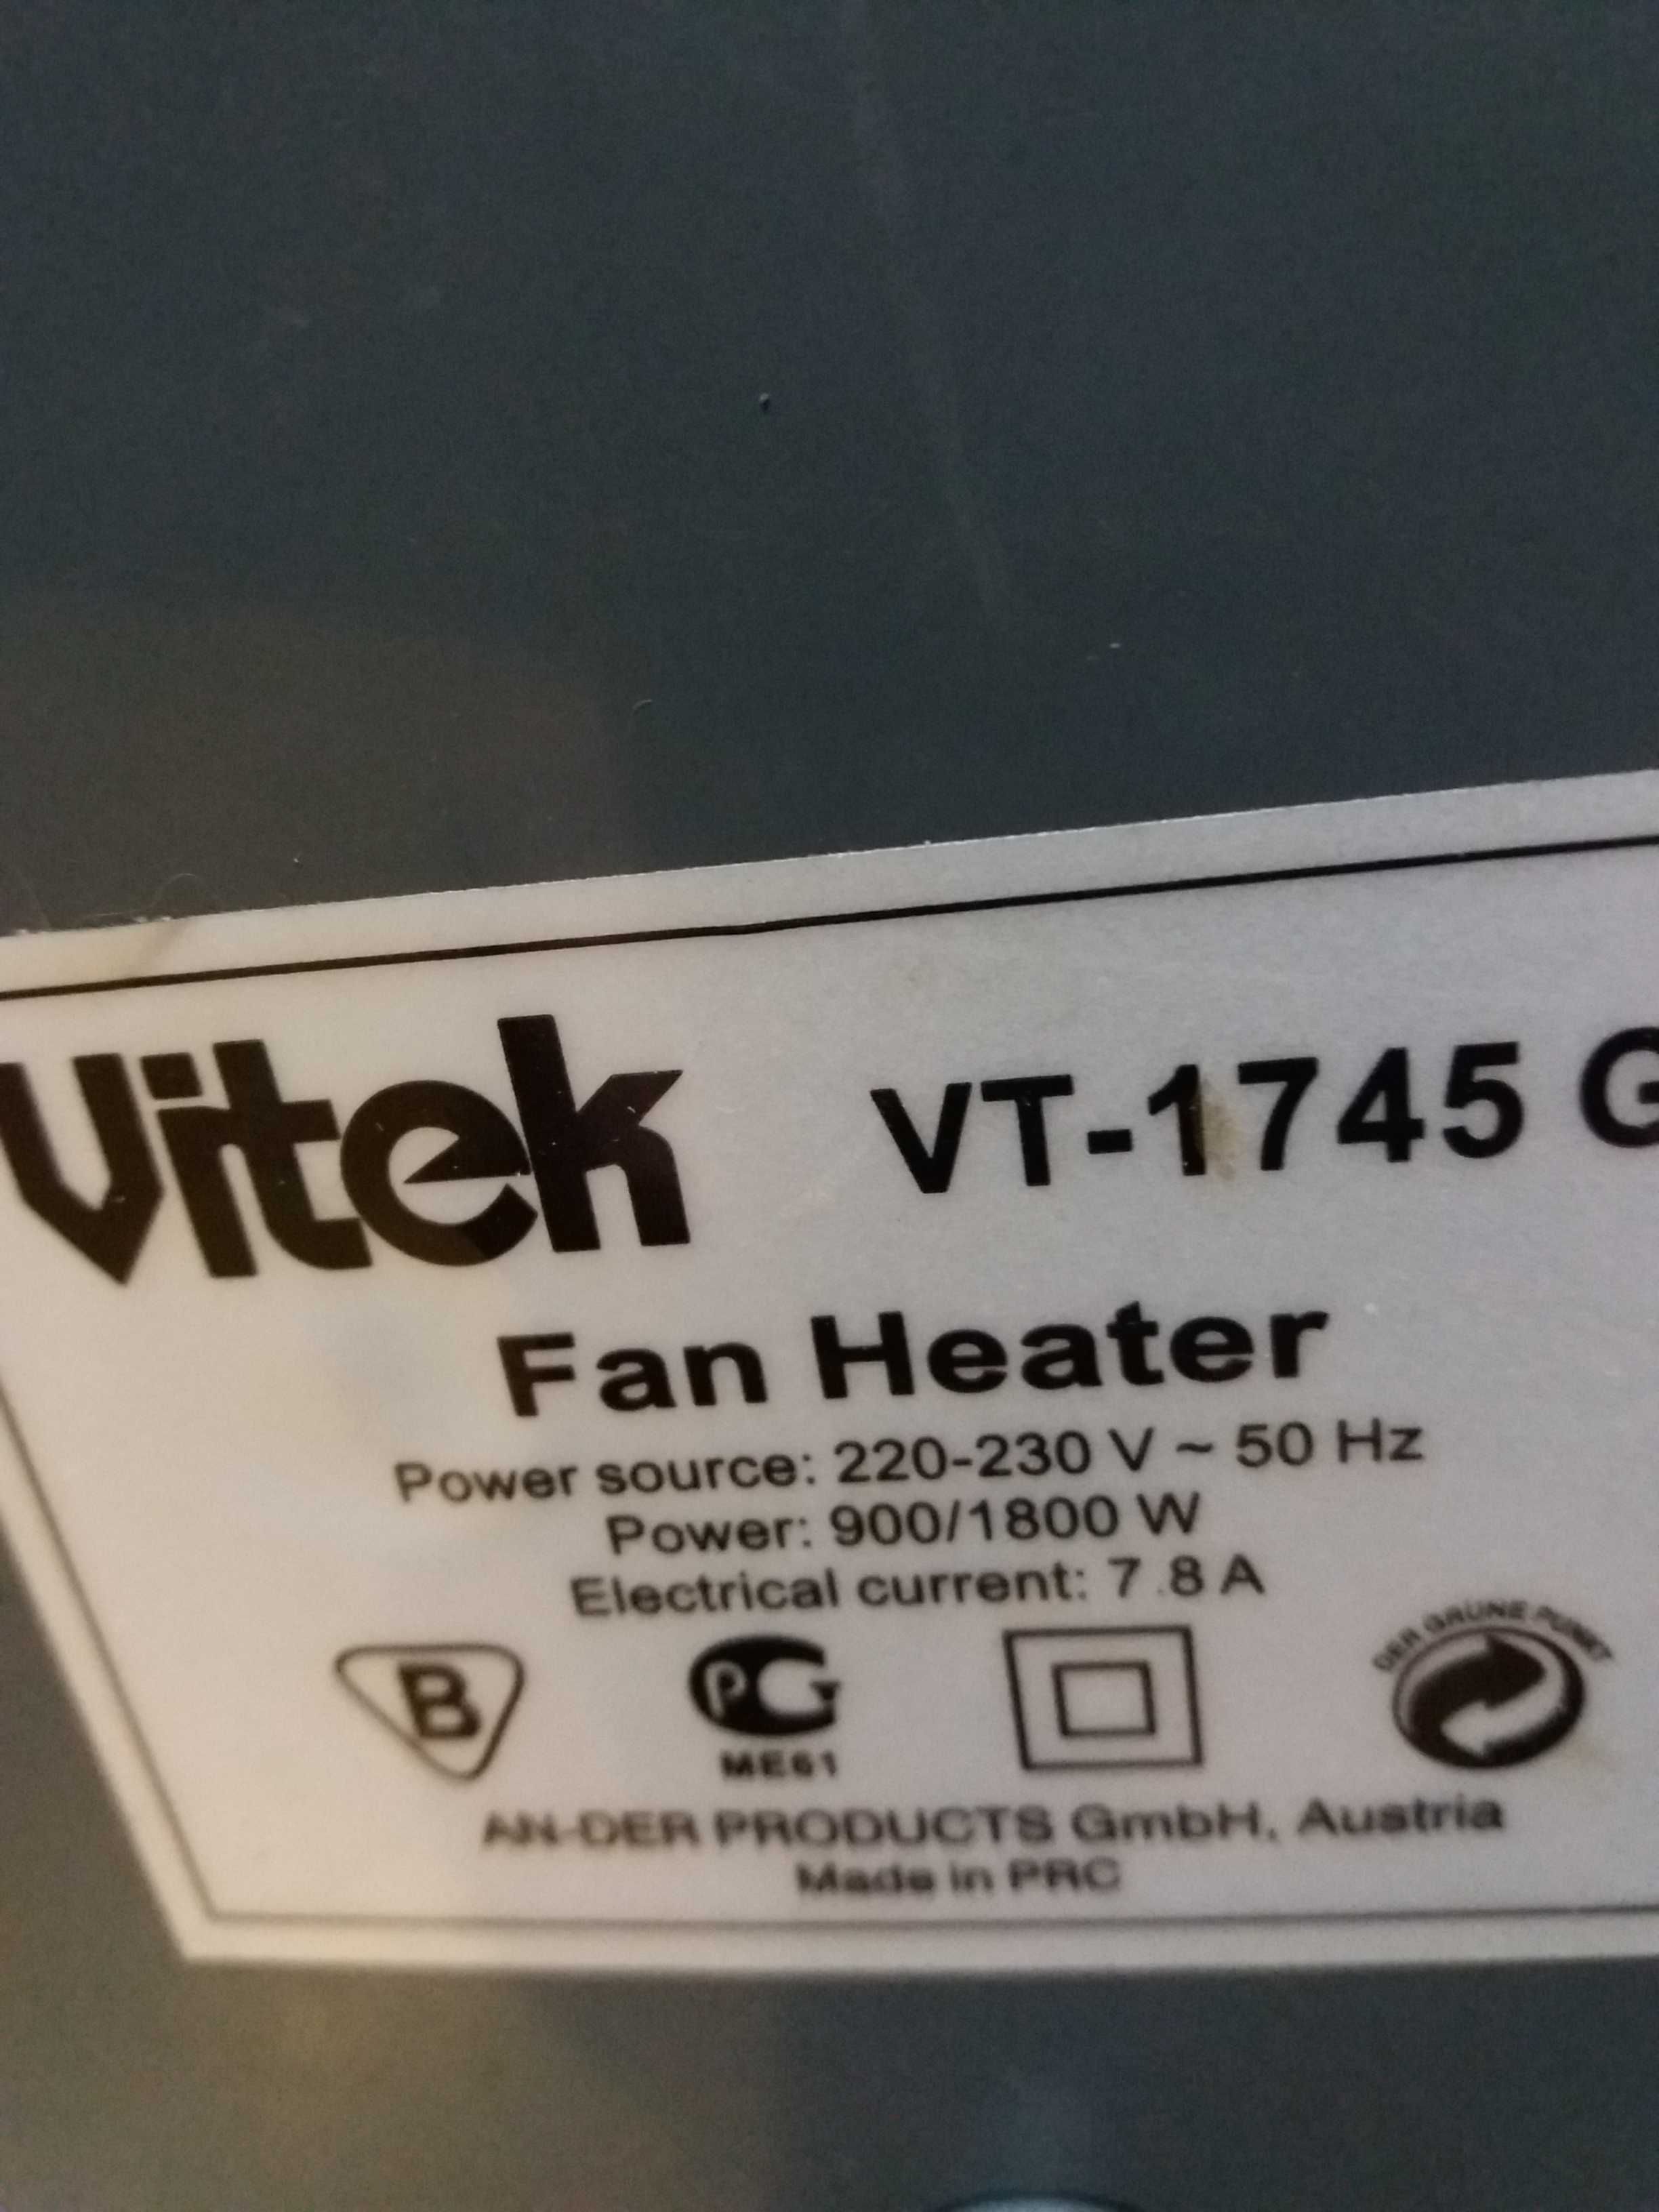 Vitek VT-1745 G
Fan Heater
Power source: 220-230 V ~ 50 Hz
Power: 900/1800 W
Electrical current: 7.8 A
B
PG
ME61
DER GRÜNE PUNKT
AN-DER PRODUCTS GmbH, Austria
Made in PRC